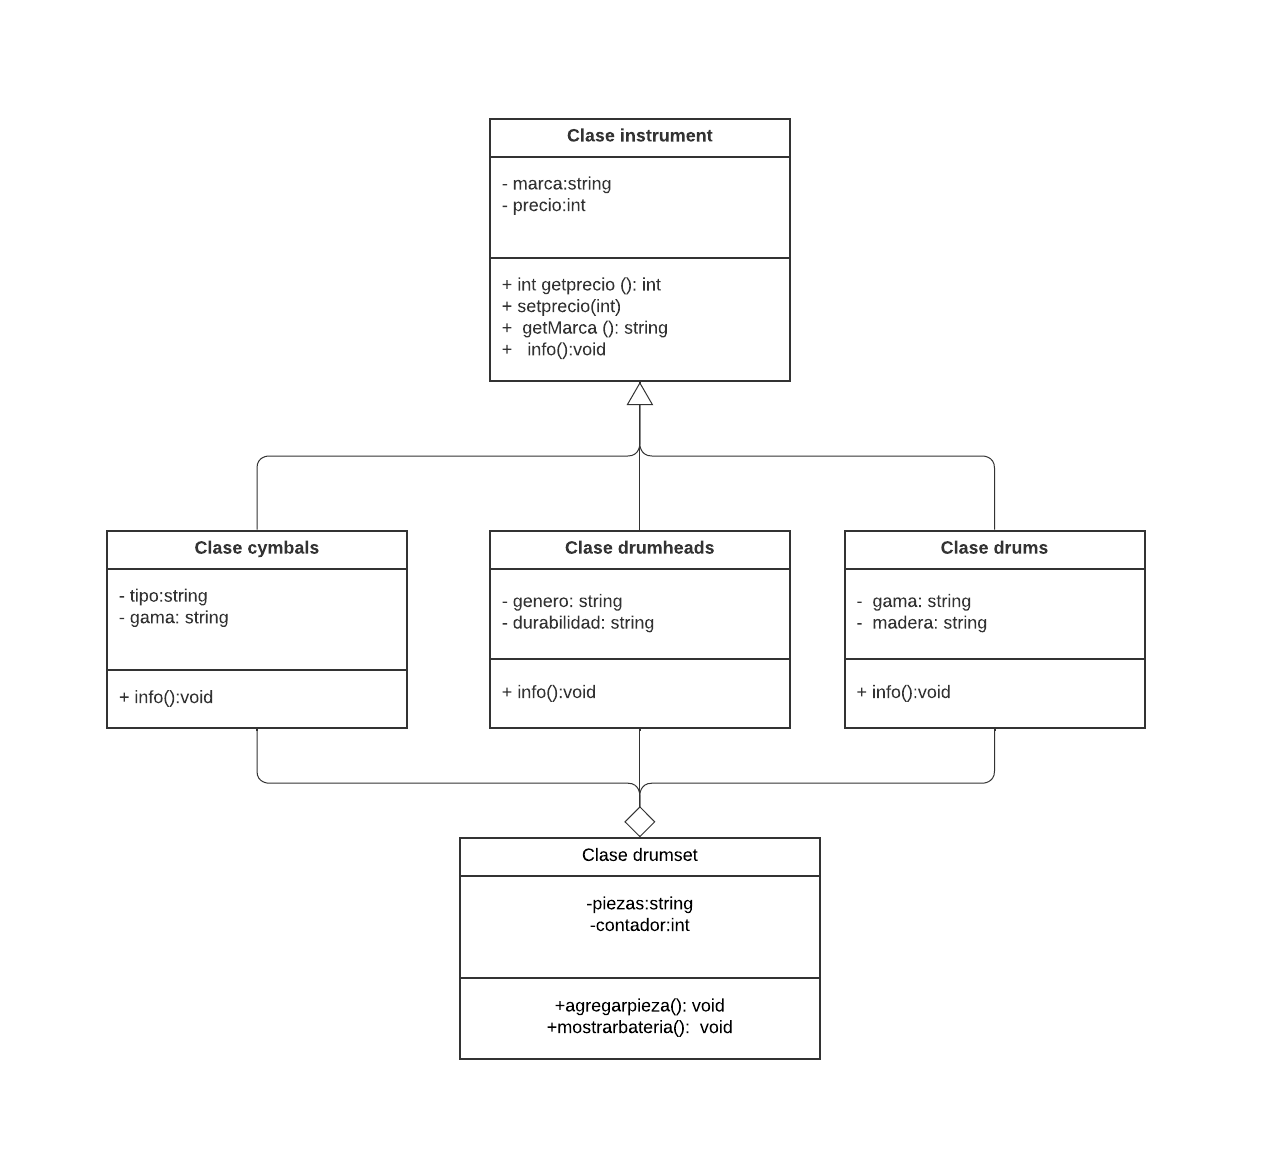 Clase instrument
- marca:string
- precio:int
+ int getprecio (): int
+ setprecio(int)
+  getMarca (): string
+   info():void
Clase cymbals
- tipo:string
- gama: string
+ info():void
Clase drumheads
- genero: string
- durabilidad: string
+ info():void
Clase drums
-  gama: string
-  madera: string
+ info():void
Clase drumset
-piezas:string
-contador:int
+agregarpieza(): void
+mostrarbateria():  void